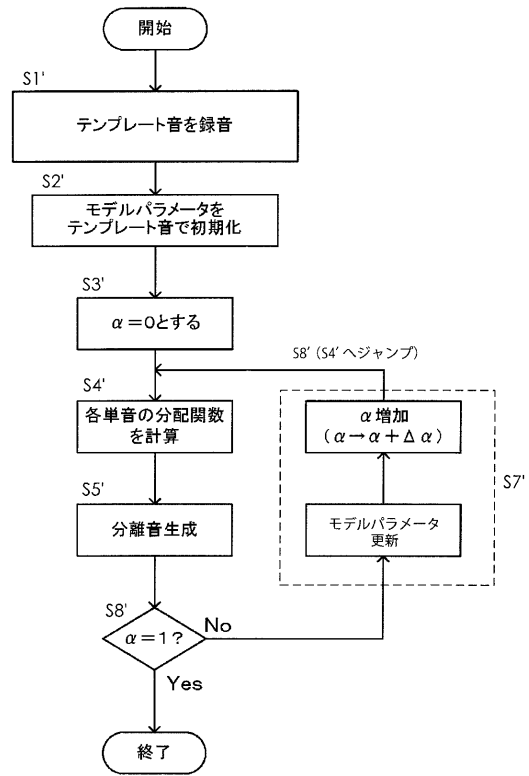 開始
S1'
テンプレート音を録音
S2'
モデルパラメータを
テンプレート音で初期化
S3'
α=0とする
S8' (S4' へジャンプ)
S4'
各単音の分配関数
を計算
α増加
(α→α+Δα)
S7'
S5'
分離音生成
モデルパラメータ
更新
S8'
α=1?
No
Yes
終了